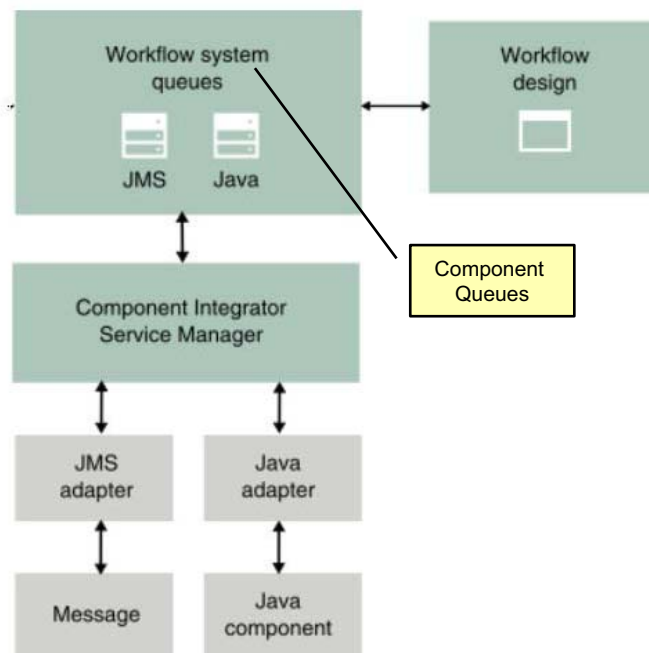 Workflow system
queues
JMS
Java
Workflow
design
Component
Queues
Component Integrator
Service Manager
JMS
adapter
Java
adapter
Message
Java
component